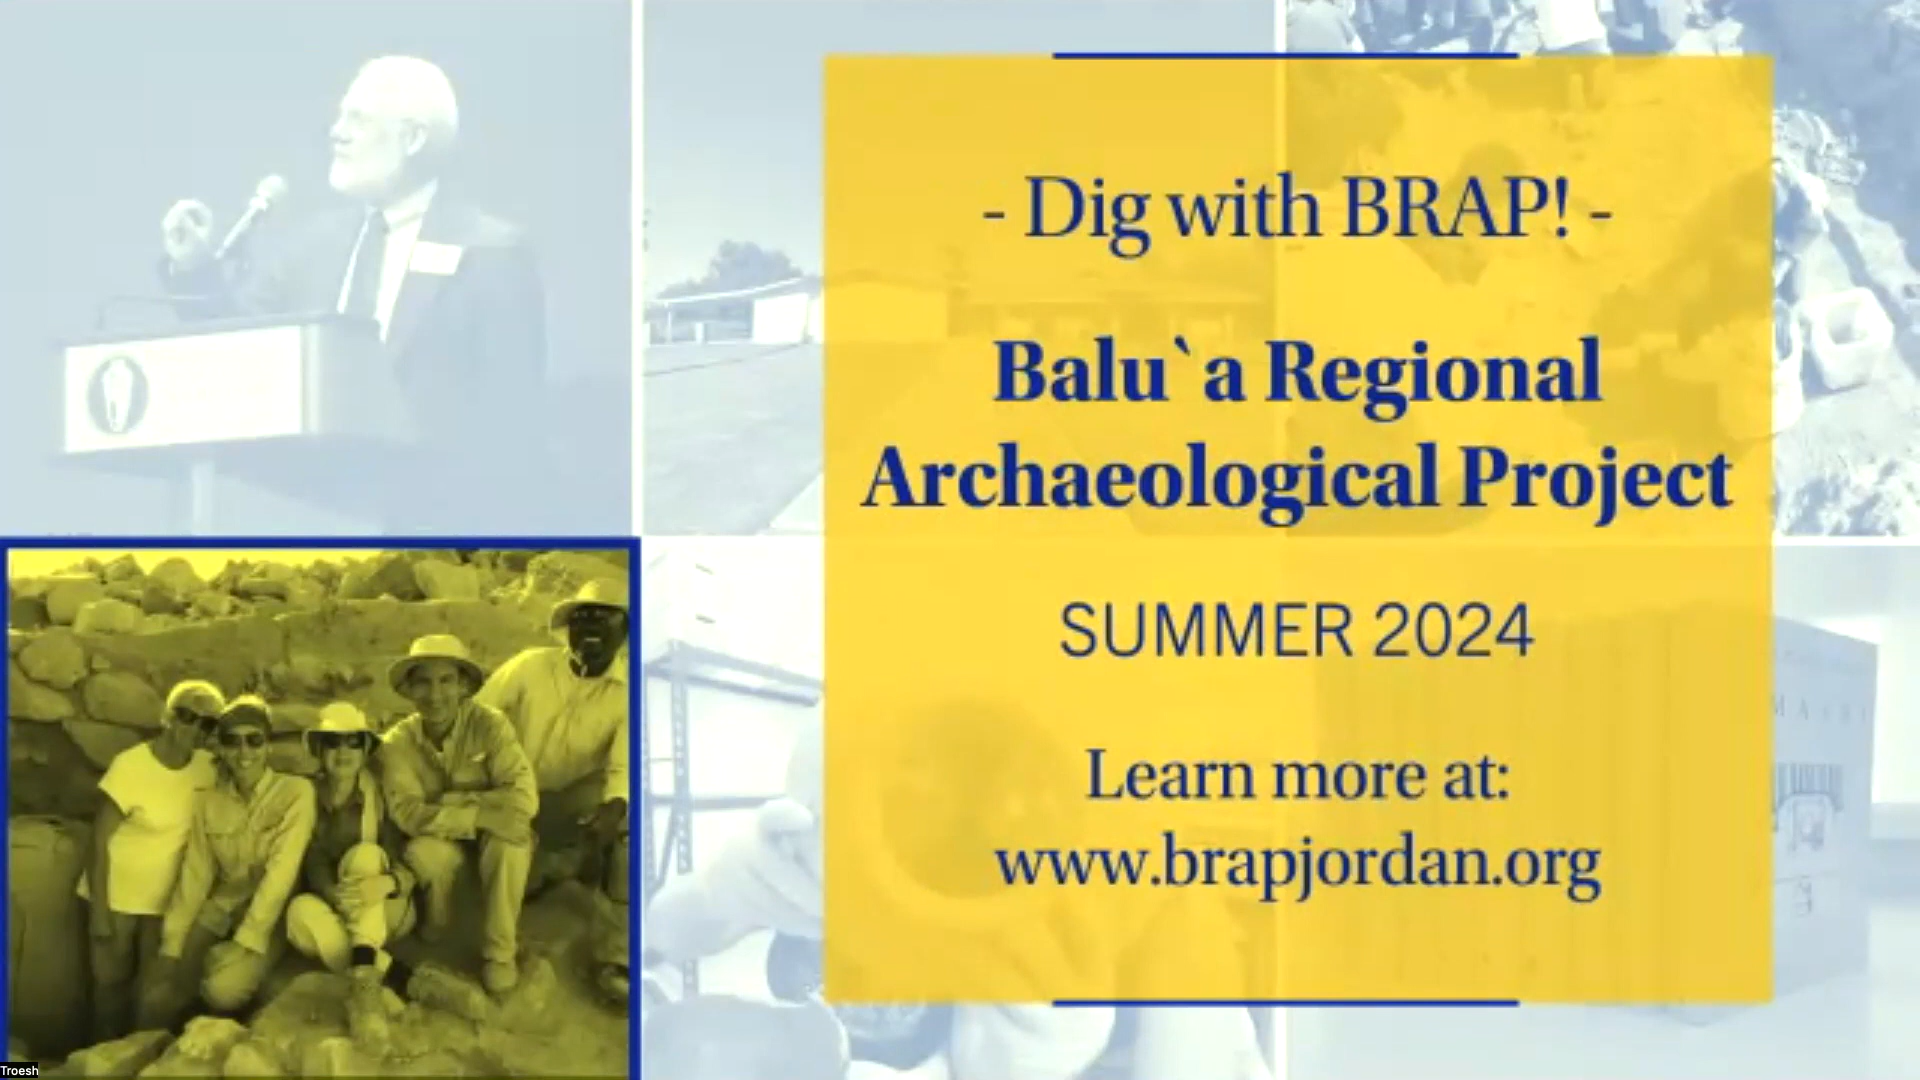 - Dig with BRAP! -
Balu`a Regional
Archaeological Project
SUMMER 2024
Learn more at:
www.brapjordan.org
Troesh